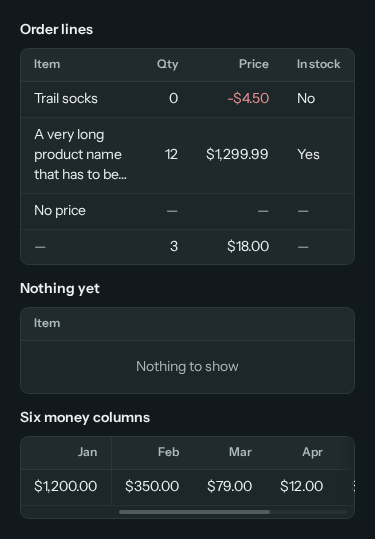 Order lines
Item Qty Price In stock
Trail socks 0 -$4.50 No
A very long
product name 12 $1,299.99 Yes
that has to be…
No price — — —
— 3 $18.00 —
Nothing yet
Item
Nothing to show
Six money columns
Jan Feb Mar Apr
$1,200.00 $350.00 $79.00 $12.00